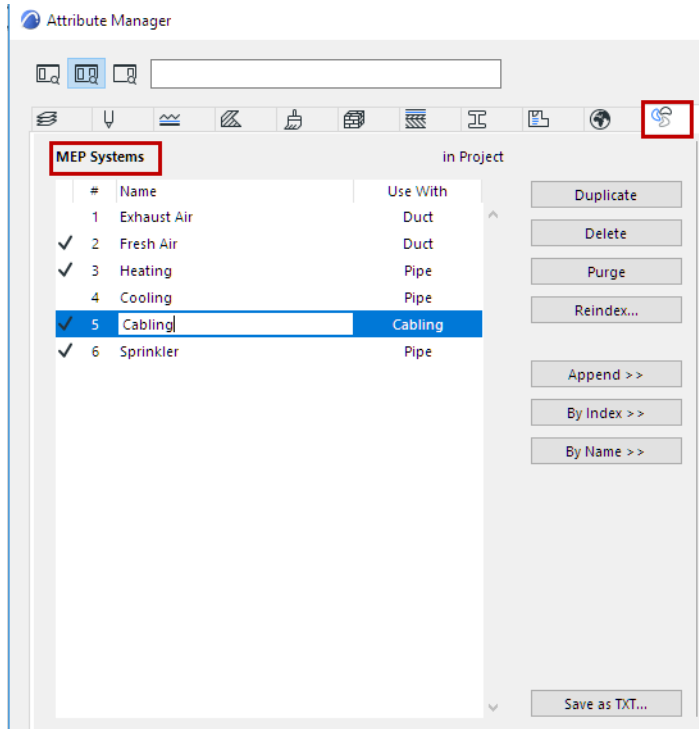 Attribute Manager
MEP Systems in Project
# Name Use With
1 Exhaust Air Duct
2 Fresh Air Duct
3 Heating Pipe
4 Cooling Pipe
5 Cabling Cabling
6 Sprinkler Pipe
Duplicate
Delete
Purge
Reindex...
Append >>
By Index >>
By Name >>
Save as TXT...